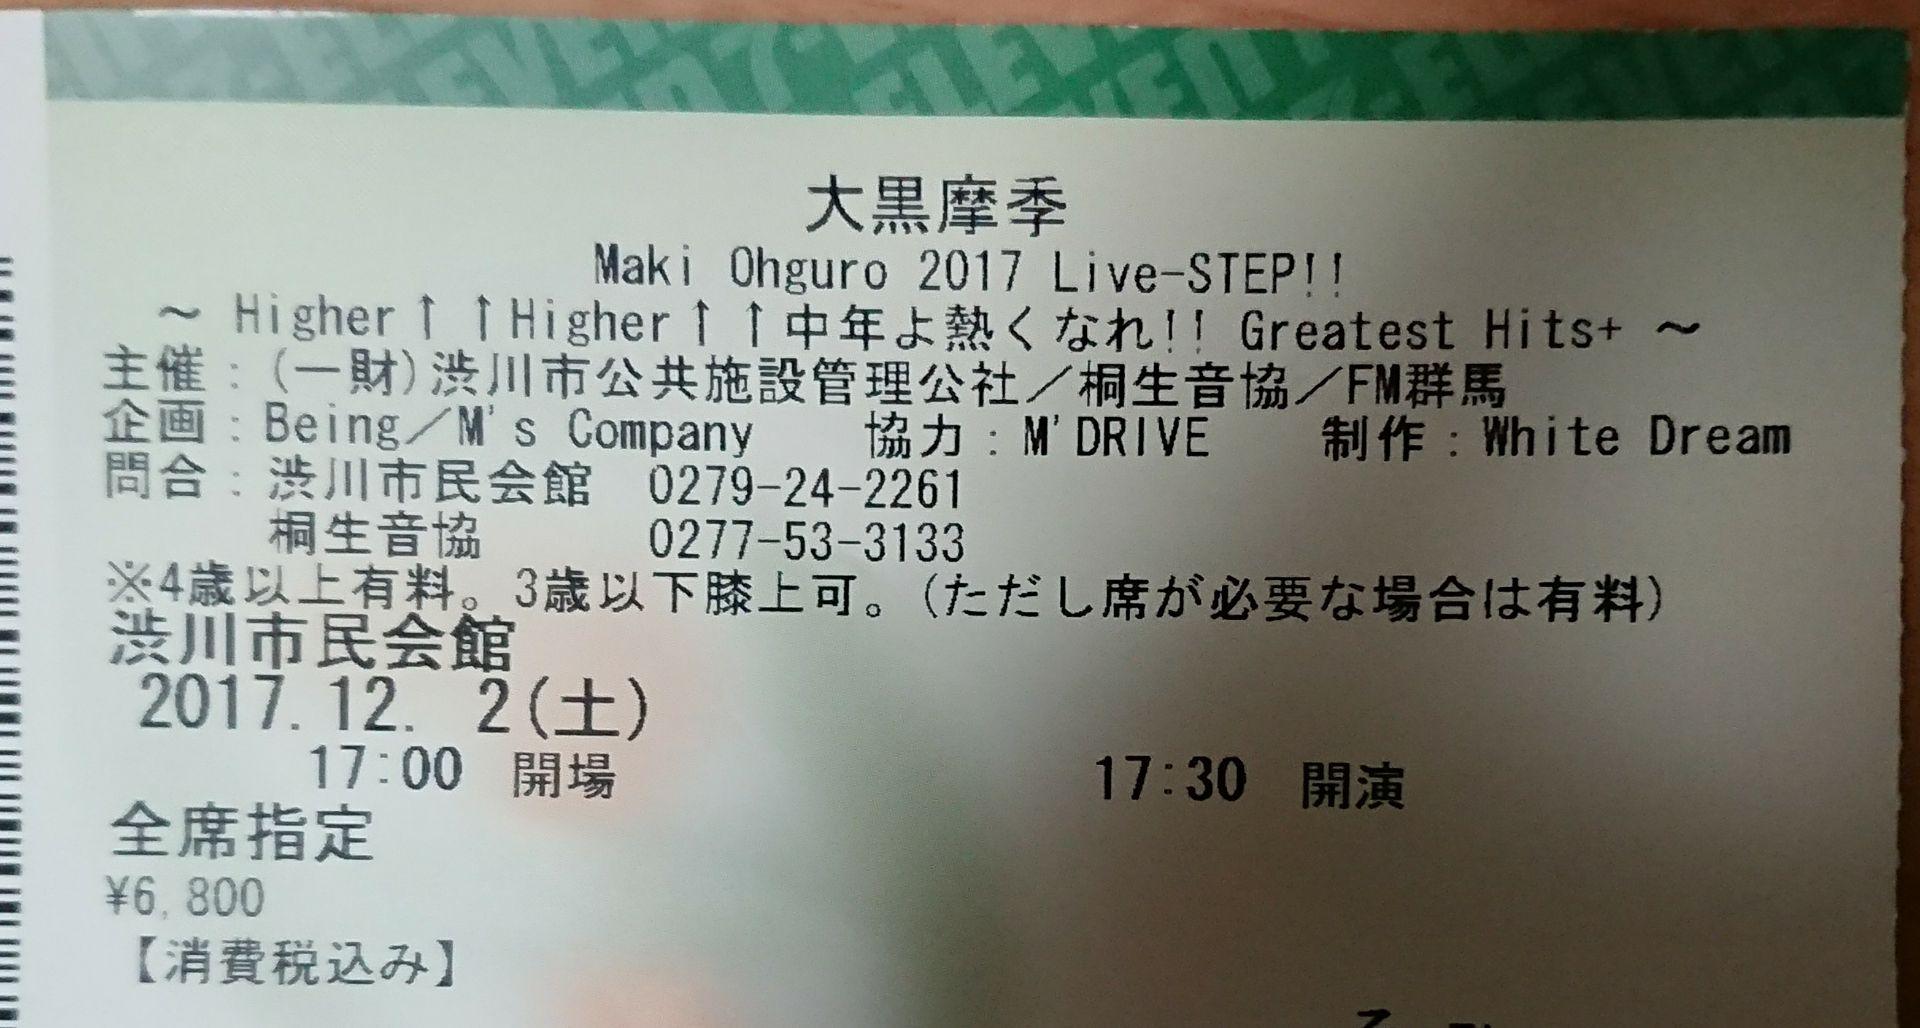 大黒摩季
Maki Ohguro 2017 Live-STEP!!
～ Higher↑↑Higher↑↑中年よ熱くなれ!! Greatest Hits+ ～
主催：(一財)渋川市公共施設管理公社／桐生音協／FM群馬
企画：Being／M's Company 協力：M'DRIVE 制作：White Dream
問合：渋川市民会館 0279-24-2261
桐生音協 0277-53-3133
※4歳以上有料。3歳以下膝上可。(ただし席が必要な場合は有料)
渋川市民会館
2017.12. 2(土)
17:00 開場 17:30 開演
全席指定
¥6,800
【消費税込み】